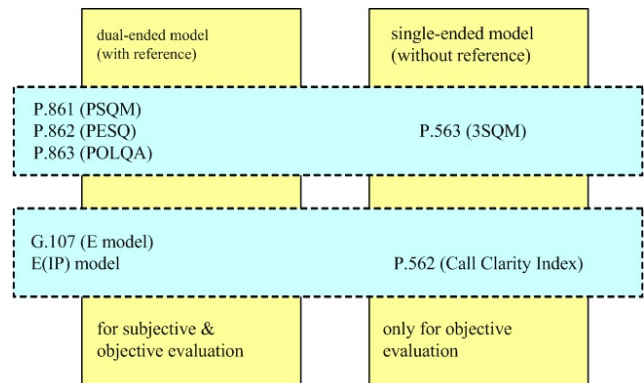 dual-ended model
(with reference)
single-ended model
(without reference)
P.861 (PSQM)
P.862 (PESQ)
P.863 (POLQA)
P.563 (3SQM)
G.107 (E model)
E(IP) model
P.562 (Call Clarity Index)
for subjective &
objective evaluation
only for objective
evaluation